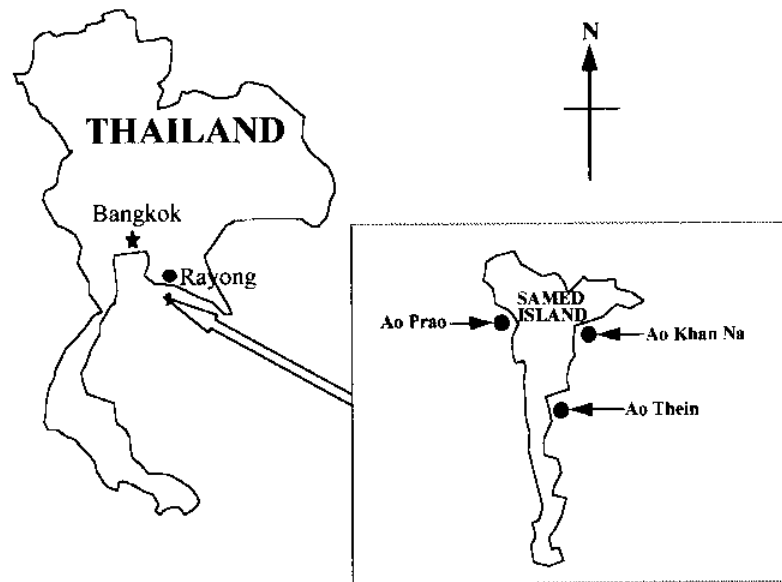 N
THAILAND
Bangkok
Rayong
SAMED
ISLAND
Ao Prao
Ao Khan Na
Ao Thein